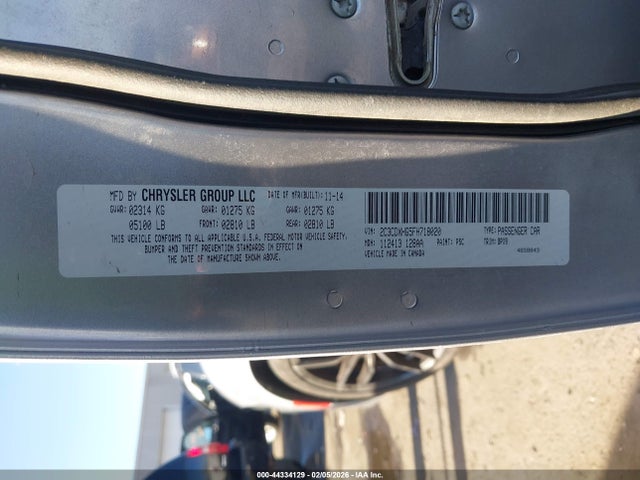 MFD BY CHRYSLER GROUP LLC DATE OF MFR(BUILT): 11-14
GVWR: 02314 KG GAWR: 01275 KG GAWR: 01275 KG
05100 LB FRONT: 02810 LB REAR: 02810 LB
THIS VEHICLE CONFORMS TO ALL APPLICABLE U.S.A. FEDERAL MOTOR VEHICLE SAFETY,
BUMPER AND THEFT PREVENTION STANDARDS IN EFFECT ON
THE DATE OF MANUFACTURE SHOWN ABOVE.
VIN: 2C3CDXHG5FH718020 TYPE: PASSENGER CAR
MDH: 112413 128AA PAINT: PSC TRIM: BPX9
VEHICLE MADE IN CANADA
000-44334129 - 02/05/2026 - IAAI.com